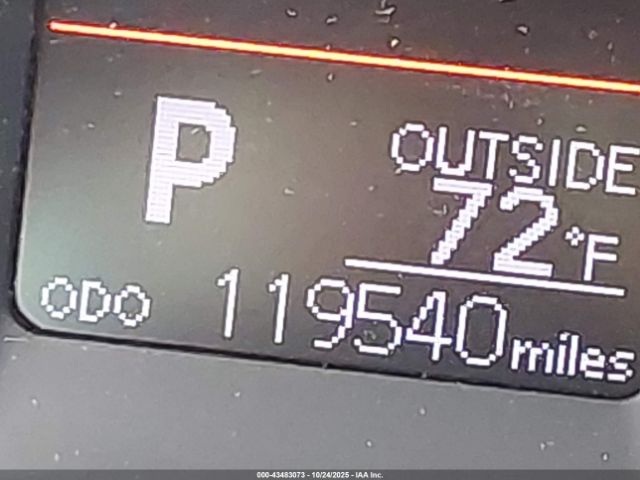 P
OUTSIDE
72°F
ODO 119540 miles
000-43483073 - 10/24/2025 - IAA Inc.